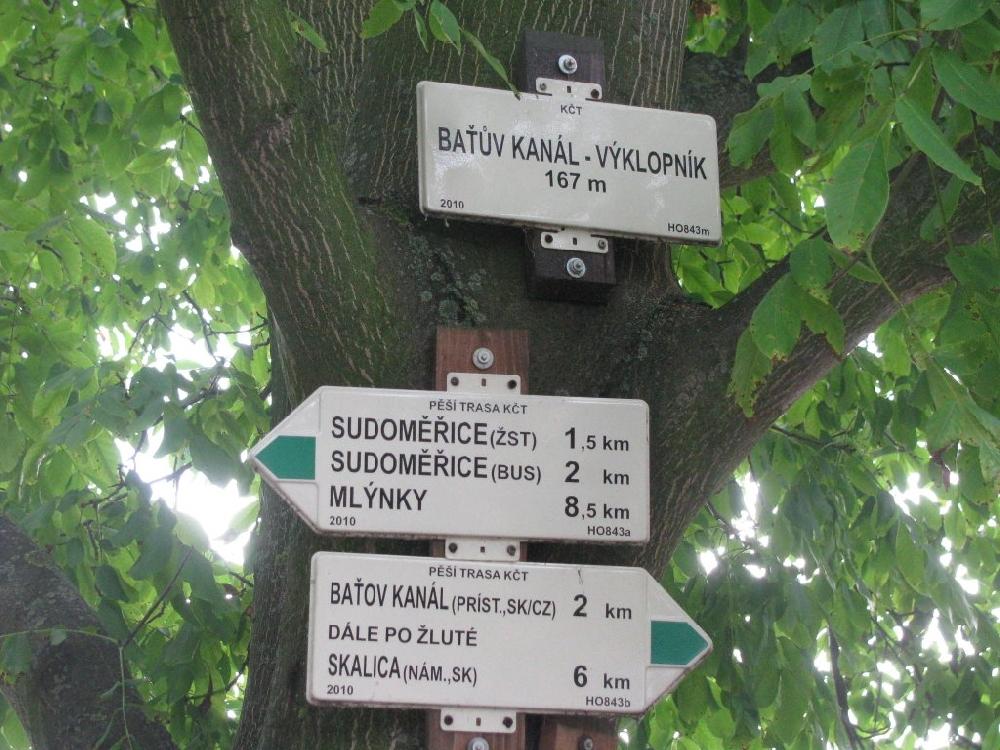 KČT
BAŤŮV KANÁL - VÝKLOPNÍK
167 m
2010 HO843m
PĚŠÍ TRASA KČT
SUDOMĚŘICE (ŽST) 1,5 km
SUDOMĚŘICE (BUS) 2 km
MLÝNKY 8,5 km
2010 HO843a
PĚŠÍ TRASA KČT
BAŤOV KANÁL (PRÍST.,SK/CZ) 2 km
DÁLE PO ŽLUTÉ
SKALICA (NÁM.,SK) 6 km
2010 HO843b